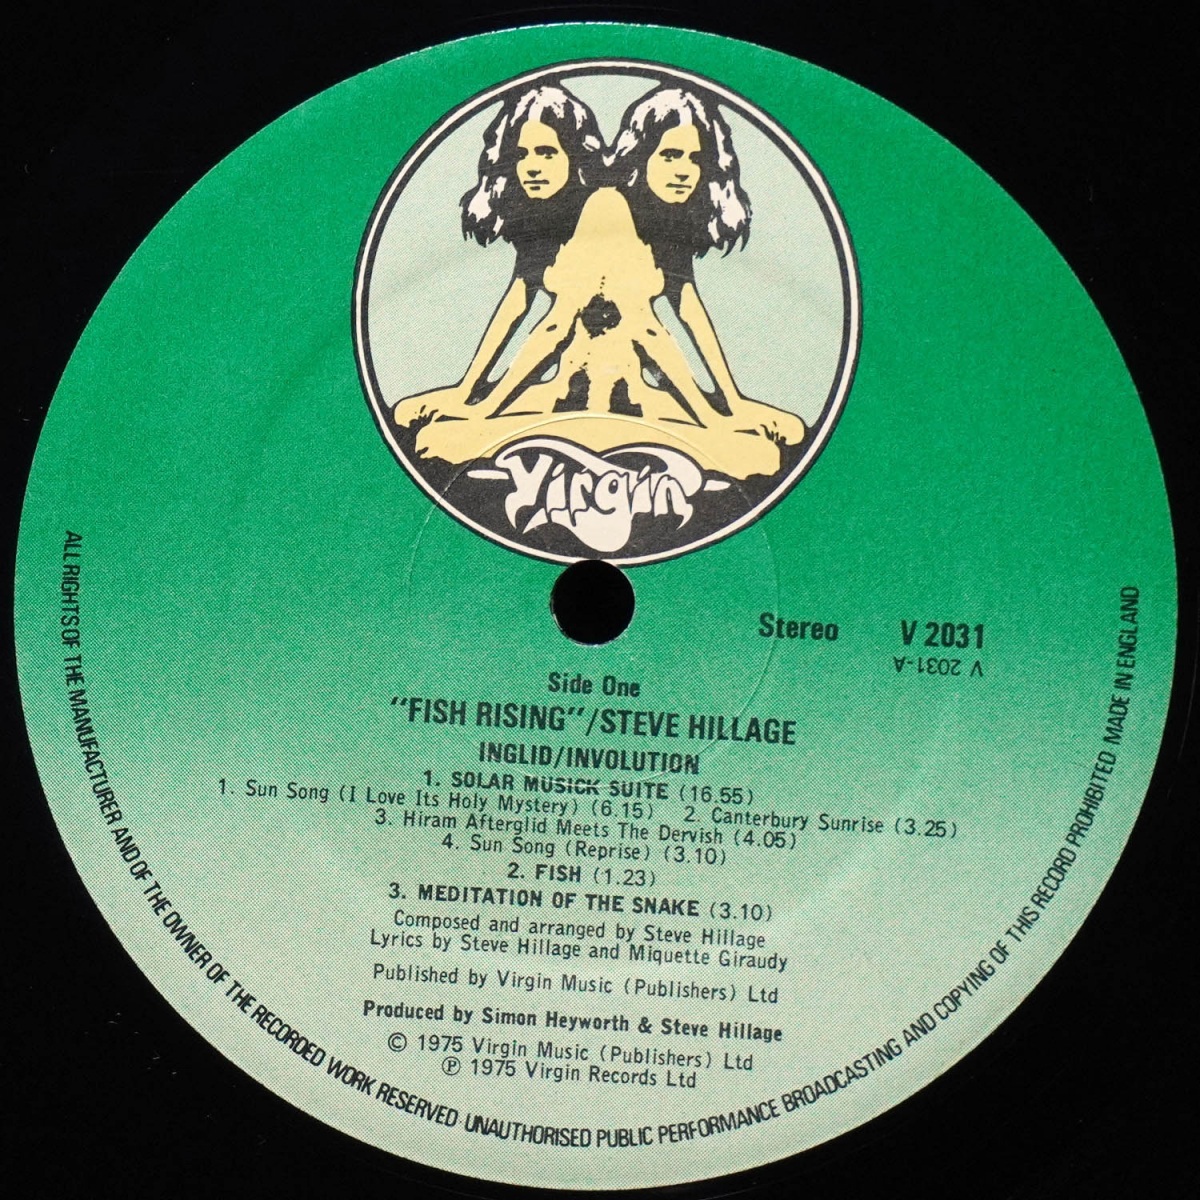 Virgin
Stereo V 2031
V 2031-A
Side One
"FISH RISING"/STEVE HILLAGE
INGLID/INVOLUTION
1. SOLAR MUSICK SUITE (16.55)
1. Sun Song (I Love Its Holy Mystery) (6.15) 2. Canterbury Sunrise (3.25)
3. Hiram Afterglid Meets The Dervish (4.05)
4. Sun Song (Reprise) (3.10)
2. FISH (1.23)
3. MEDITATION OF THE SNAKE (3.10)
Composed and arranged by Steve Hillage
Lyrics by Steve Hillage and Miquette Giraudy
Published by Virgin Music (Publishers) Ltd
Produced by Simon Heyworth & Steve Hillage
© 1975 Virgin Music (Publishers) Ltd
℗ 1975 Virgin Records Ltd
ALL RIGHTS OF THE MANUFACTURER AND OF THE OWNER OF THE RECORDED WORK RESERVED UNAUTHORISED PUBLIC PERFORMANCE BROADCASTING AND COPYING OF THIS RECORD PROHIBITED MADE IN ENGLAND